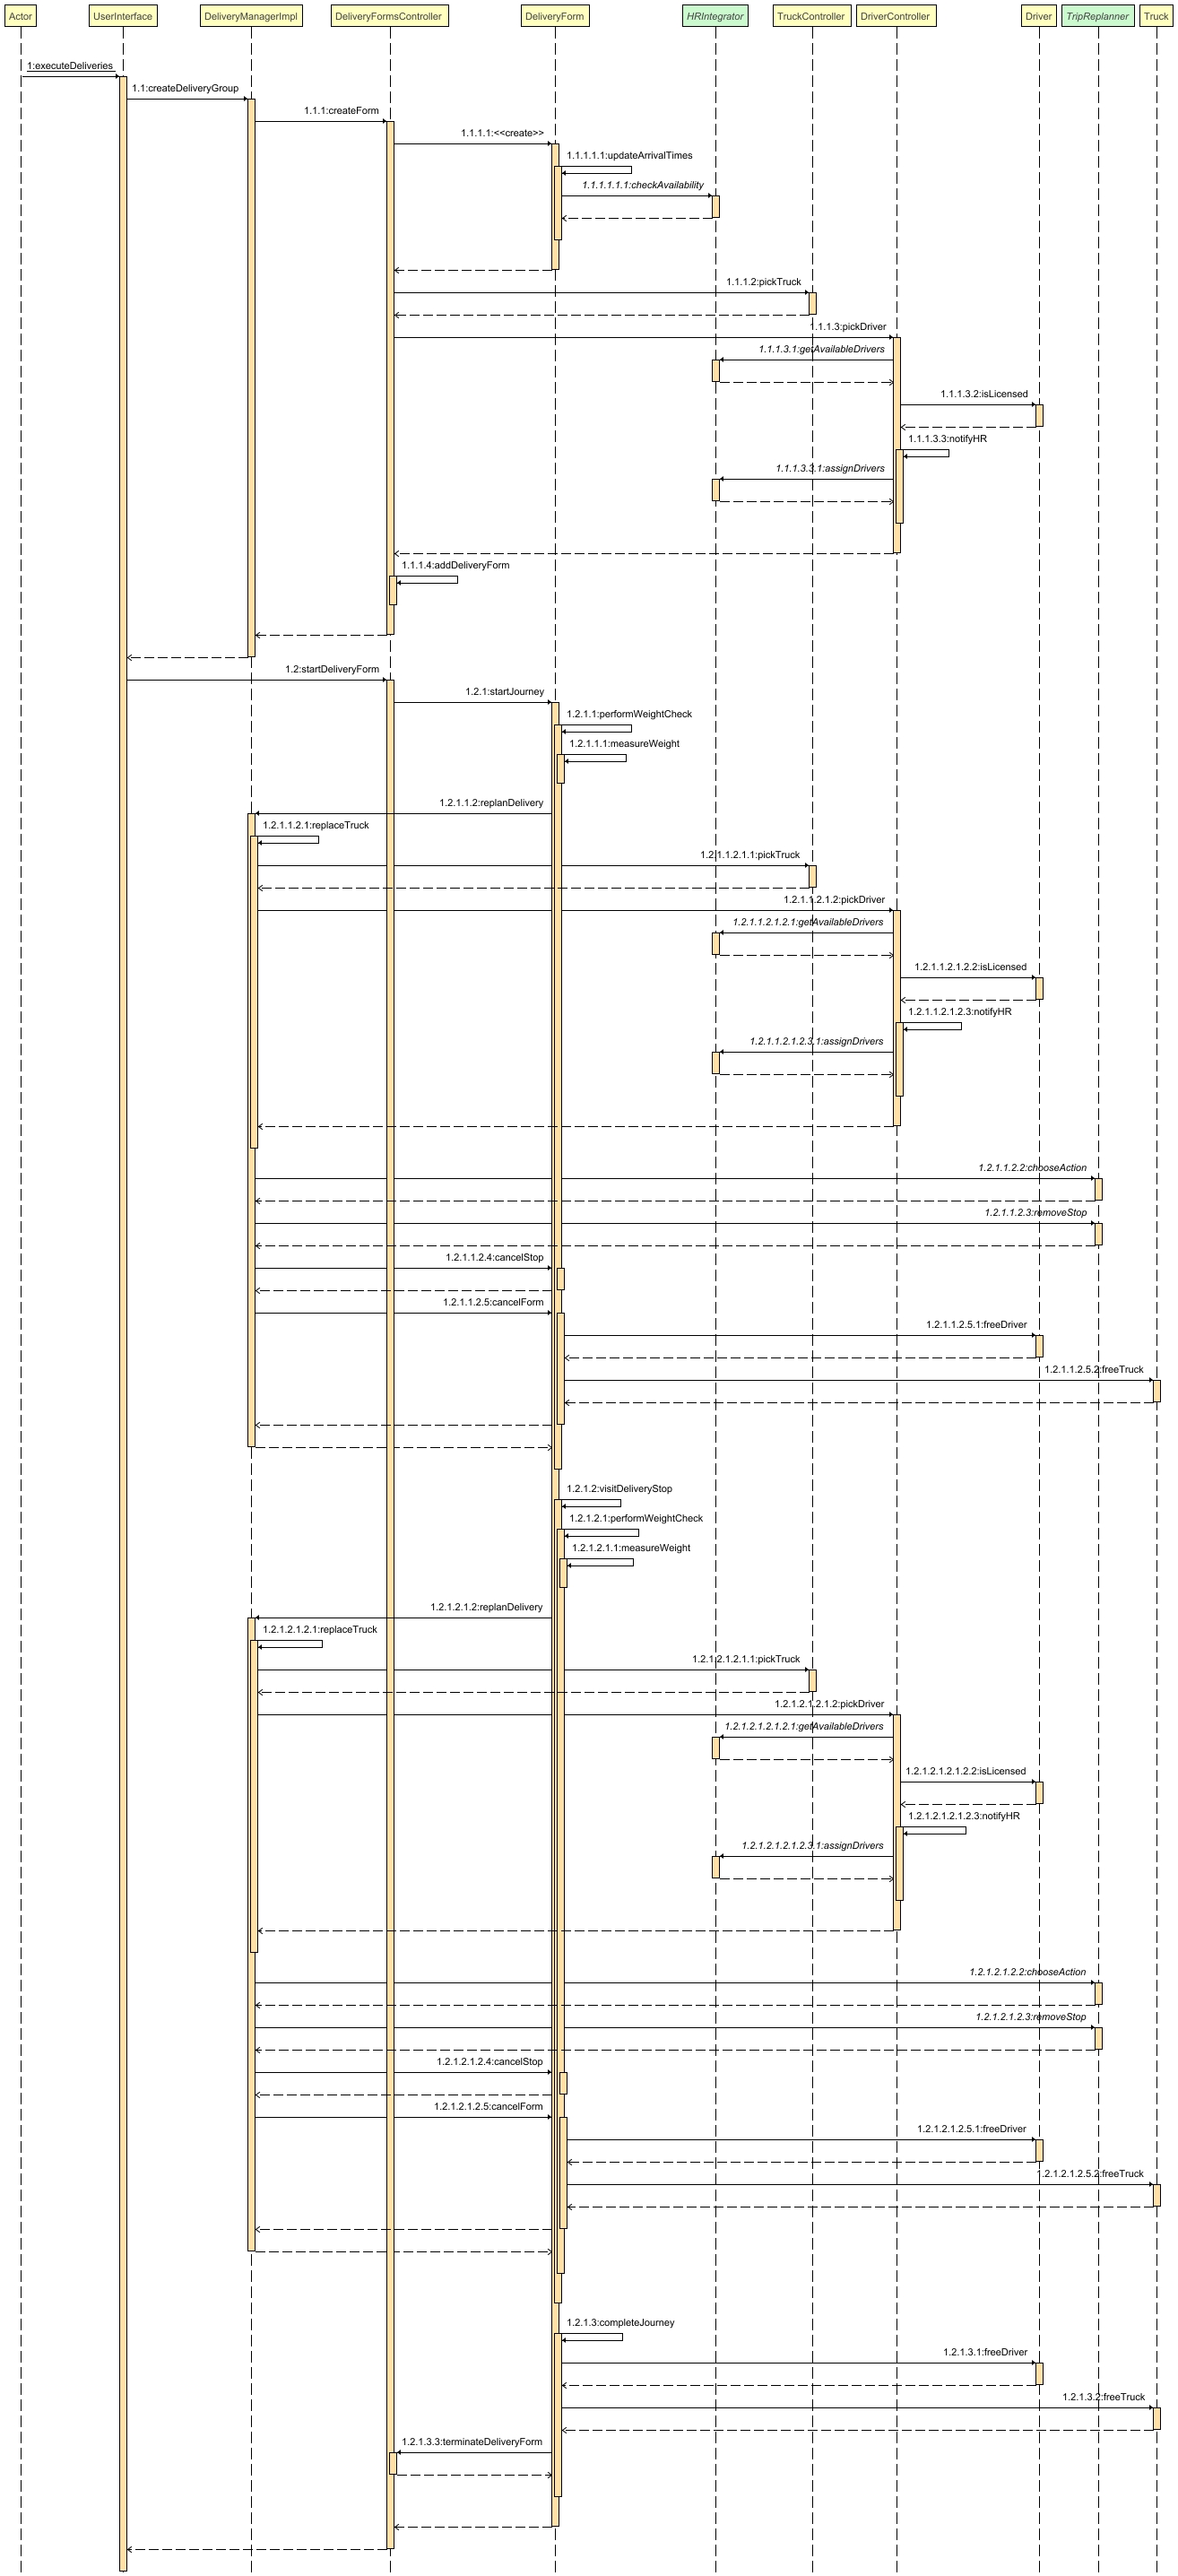 Actor
UserInterface
DeliveryManagerImpl
DeliveryFormsController
DeliveryForm
HRIntegrator
TruckController
DriverController
Driver
TripReplanner
Truck
1:executeDeliveries
1.1:createDeliveryGroup
1.1.1:createForm
1.1.1.1:<<create>>
1.1.1.1.1:updateArrivalTimes
1.1.1.1.1.1:checkAvailability
1.1.1.2:pickTruck
1.1.1.3:pickDriver
1.1.1.3.1:getAvailableDrivers
1.1.1.3.2:isLicensed
1.1.1.3.3:notifyHR
1.1.1.3.3.1:assignDrivers
1.1.1.4:addDeliveryForm
1.2:startDeliveryForm
1.2.1:startJourney
1.2.1.1:performWeightCheck
1.2.1.1.1:measureWeight
1.2.1.1.2:replanDelivery
1.2.1.1.2.1:replaceTruck
1.2.1.1.2.1.1:pickTruck
1.2.1.1.2.1.2:pickDriver
1.2.1.1.2.1.2.1:getAvailableDrivers
1.2.1.1.2.1.2.2:isLicensed
1.2.1.1.2.1.2.3:notifyHR
1.2.1.1.2.1.2.3.1:assignDrivers
1.2.1.1.2.2:chooseAction
1.2.1.1.2.3:removeStop
1.2.1.1.2.4:cancelStop
1.2.1.1.2.5:cancelForm
1.2.1.1.2.5.1:freeDriver
1.2.1.1.2.5.2:freeTruck
1.2.1.2:visitDeliveryStop
1.2.1.2.1:performWeightCheck
1.2.1.2.1.1:measureWeight
1.2.1.2.1.2:replanDelivery
1.2.1.2.1.2.1:replaceTruck
1.2.1.2.1.2.1.1:pickTruck
1.2.1.2.1.2.1.2:pickDriver
1.2.1.2.1.2.1.2.1:getAvailableDrivers
1.2.1.2.1.2.1.2.2:isLicensed
1.2.1.2.1.2.1.2.3:notifyHR
1.2.1.2.1.2.1.2.3.1:assignDrivers
1.2.1.2.1.2.2:chooseAction
1.2.1.2.1.2.3:removeStop
1.2.1.2.1.2.4:cancelStop
1.2.1.2.1.2.5:cancelForm
1.2.1.2.1.2.5.1:freeDriver
1.2.1.2.1.2.5.2:freeTruck
1.2.1.3:completeJourney
1.2.1.3.1:freeDriver
1.2.1.3.2:freeTruck
1.2.1.3.3:terminateDeliveryForm